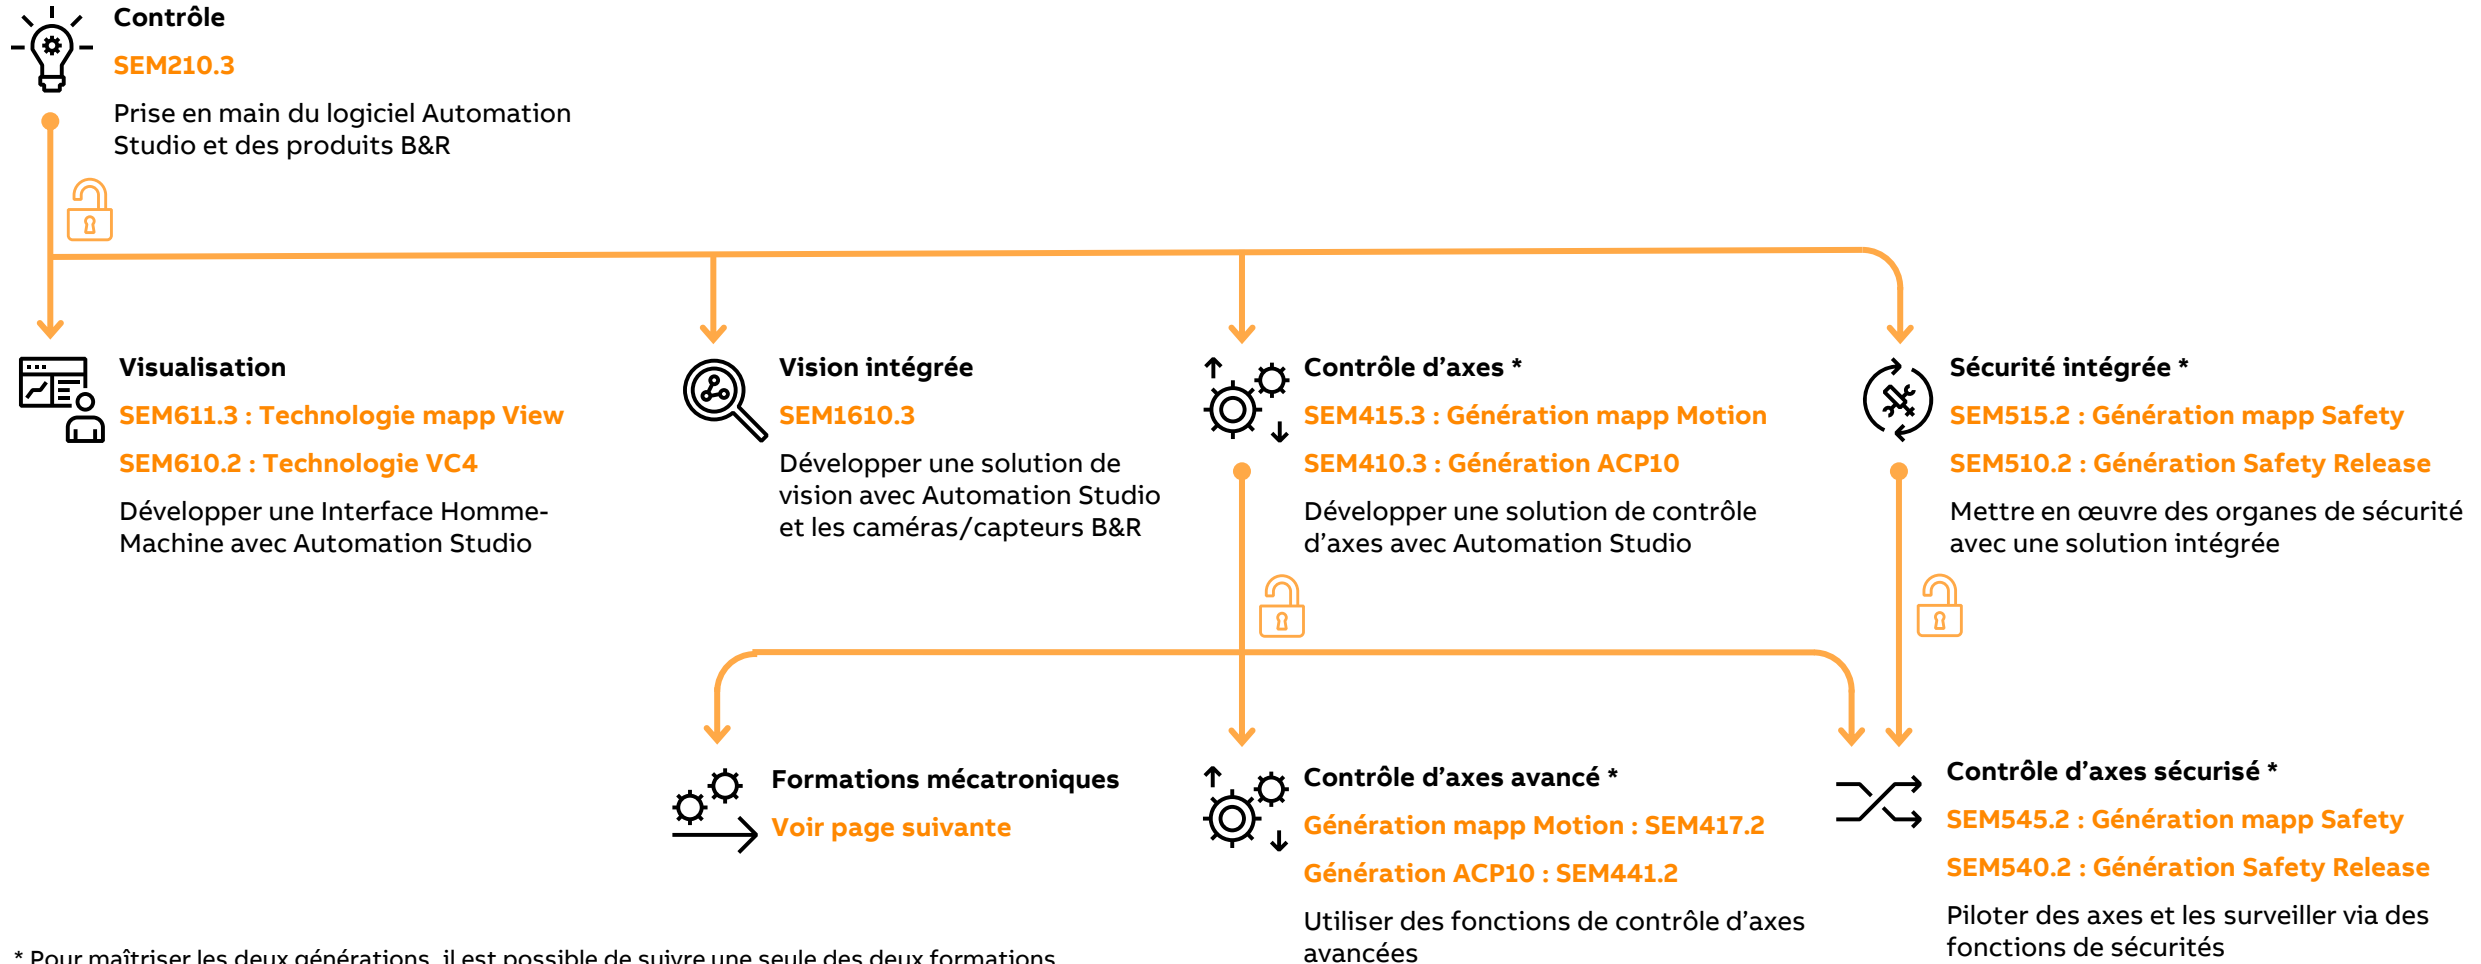 Contrôle
SEM210.3
Prise en main du logiciel Automation
Studio et des produits B&R
Visualisation
SEM611.3 : Technologie mapp View
SEM610.2 : Technologie VC4
Développer une Interface Homme-
Machine avec Automation Studio
Vision intégrée
SEM1610.3
Développer une solution de
vision avec Automation Studio
et les caméras/capteurs B&R
Contrôle d'axes *
SEM415.3 : Génération mapp Motion
SEM410.3 : Génération ACP10
Développer une solution de contrôle
d'axes avec Automation Studio
Sécurité intégrée *
SEM515.2 : Génération mapp Safety
SEM510.2 : Génération Safety Release
Mettre en œuvre des organes de sécurité
avec une solution intégrée
Formations mécatroniques
Voir page suivante
Contrôle d'axes avancé *
Génération mapp Motion : SEM417.2
Génération ACP10 : SEM441.2
Utiliser des fonctions de contrôle d'axes
avancées
Contrôle d'axes sécurisé *
SEM545.2 : Génération mapp Safety
SEM540.2 : Génération Safety Release
Piloter des axes et les surveiller via des
fonctions de sécurités
* Pour maîtriser les deux générations, il est possible de suivre une seule des deux formations